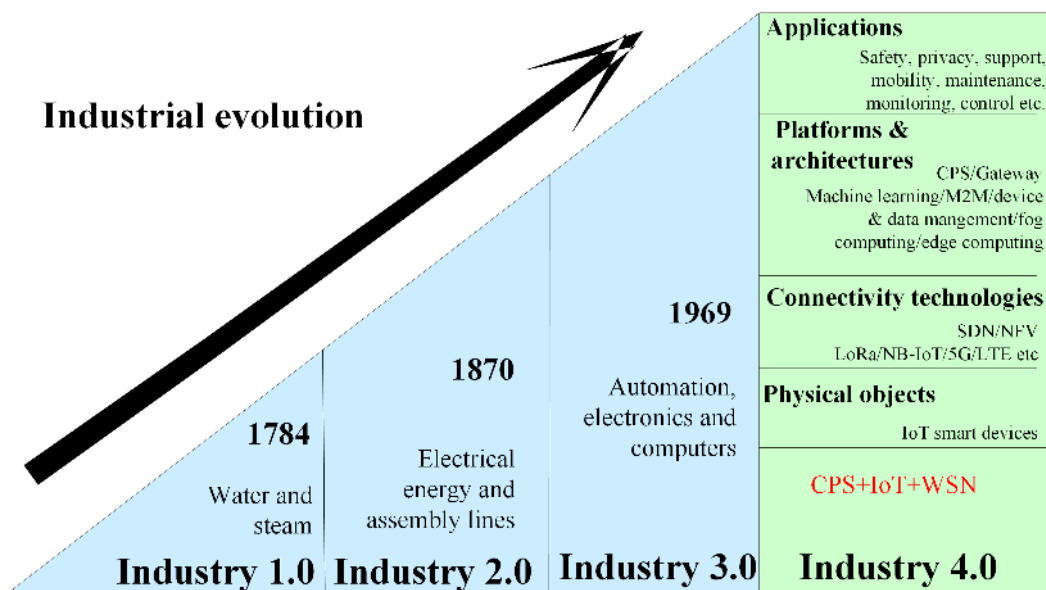 Industrial evolution
1784
Water and
steam
Industry 1.0
1870
Electrical
energy and
assembly lines
Industry 2.0
1969
Automation,
electronics and
computers
Industry 3.0
Applications
Safety, privacy, support,
mobility, maintenance,
monitoring, control etc.
Platforms &
architectures
CPS/Gateway
Machine learning/M2M/device
& data mangement/fog
computing/edge computing
Connectivity technologies
SDN/NFV
LoRa/NB-IoT/5G/LTE etc
Physical objects
IoT smart devices
CPS+IoT+WSN
Industry 4.0